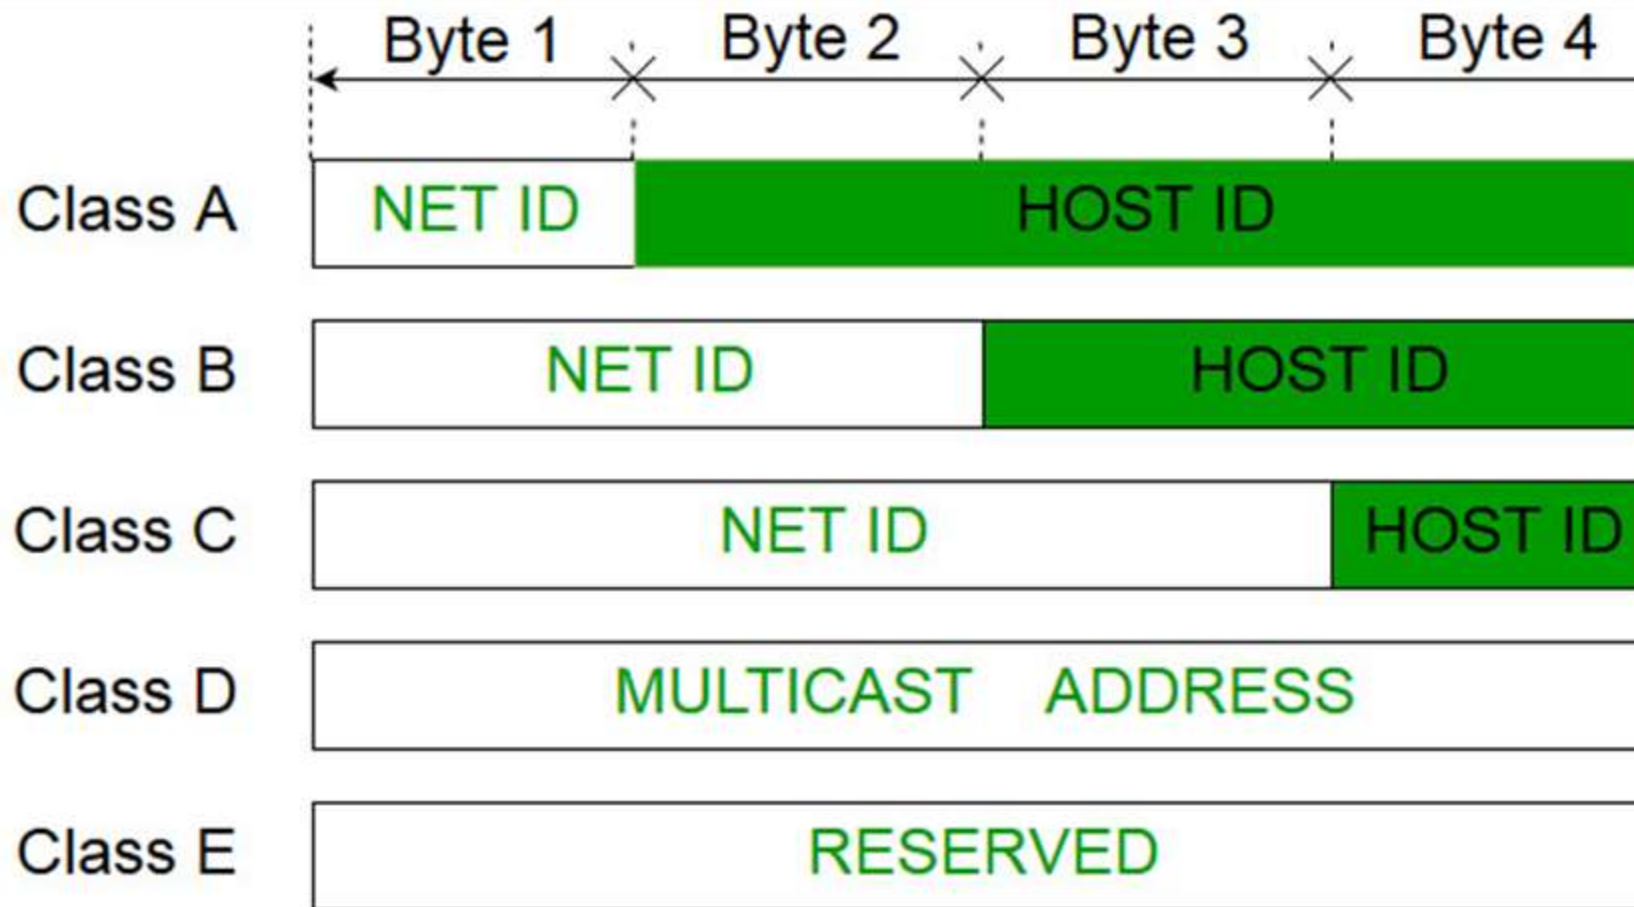 Byte 1 Byte 2 Byte 3 Byte 4
Class A NET ID HOST ID
Class B NET ID HOST ID
Class C NET ID HOST ID
Class D MULTICAST ADDRESS
Class E RESERVED